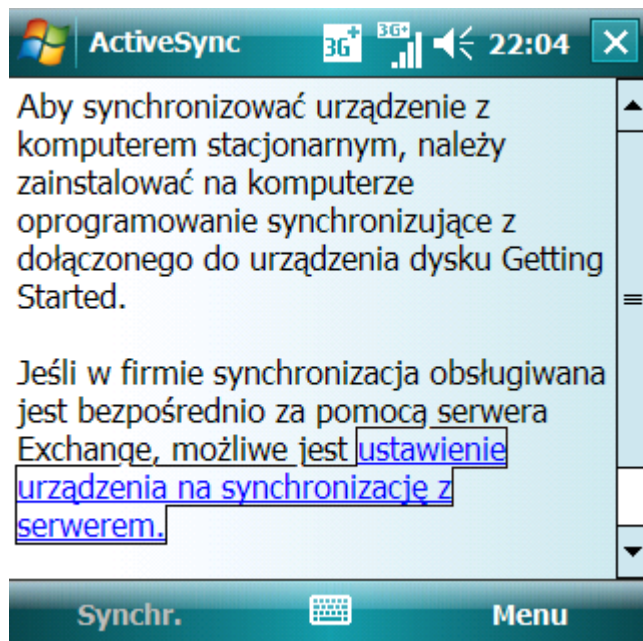 ActiveSync 3G+ 3G+ 22:04
Aby synchronizować urządzenie z
komputerem stacjonarnym, należy
zainstalować na komputerze
oprogramowanie synchronizujące z
dołączonego do urządzenia dysku Getting
Started.
Jeśli w firmie synchronizacja obsługiwana
jest bezpośrednio za pomocą serwera
Exchange, możliwe jest ustawienie
urządzenia na synchronizację z
serwerem.
Synchr. Menu